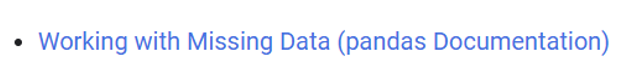 • Working with Missing Data (pandas Documentation)